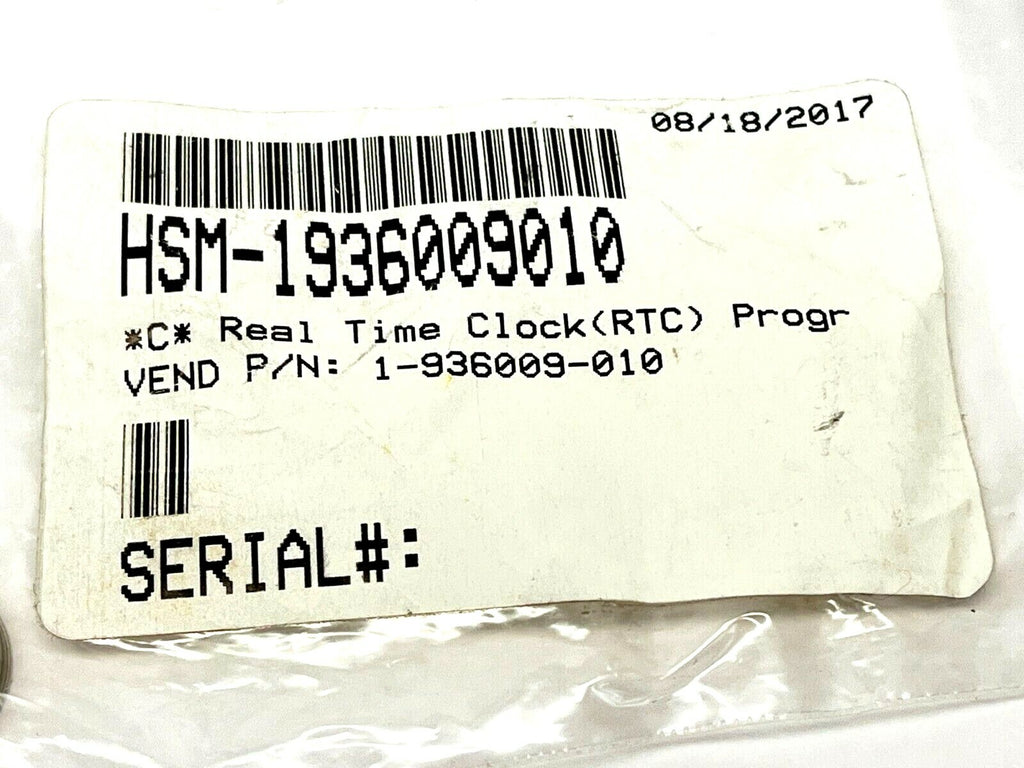 08/18/2017
HSM-1936009010
*C* Real Time Clock(RTC) Progr
VEND P/N: 1-936009-010
SERIAL#: